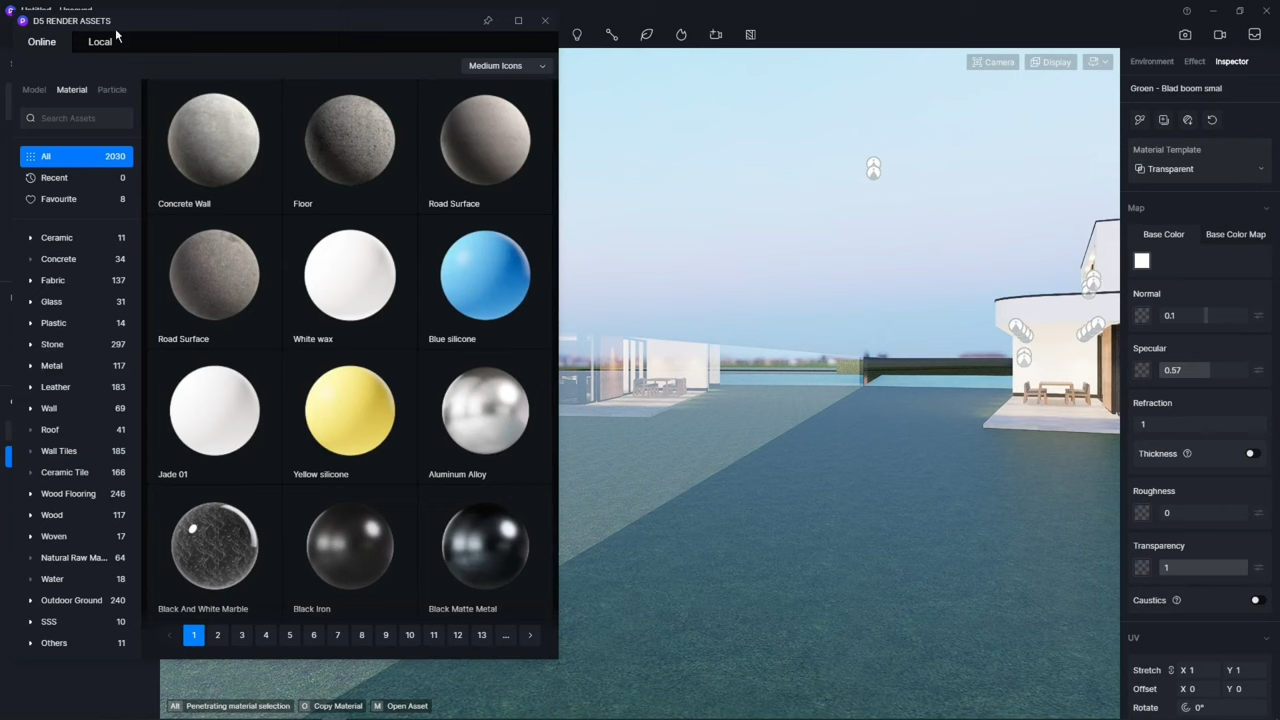 Untitled - Unsaved
D5 RENDER ASSETS
Online
Local
Medium Icons
Model
Material
Particle
Search Assets
All 2030
Recent 0
Favourite 8
Ceramic 11
Concrete 34
Fabric 137
Glass 31
Plastic 14
Stone 297
Metal 117
Leather 183
Wall 69
Roof 41
Wall Tiles 185
Ceramic Tile 166
Wood Flooring 246
Wood 117
Woven 17
Natural Raw Ma... 64
Water 18
Outdoor Ground 240
SSS 10
Others 11
Concrete Wall
Floor
Road Surface
Road Surface
White wax
Blue silicone
Jade 01
Yellow silicone
Aluminum Alloy
Black And White Marble
Black Iron
Black Matte Metal
1 2 3 4 5 6 7 8 9 10 11 12 13 ...
Camera
Display
Alt Penetrating material selection O Copy Material M Open Asset
Environment
Effect
Inspector
Groen - Blad boom smal
Material Template
Transparent
Map
Base Color
Base Color Map
Normal
0.1
Specular
0.57
Refraction
1
Thickness
Roughness
0
Transparency
1
Caustics
UV
Stretch X 1 Y 1
Offset X 0 Y 0
Rotate 0°